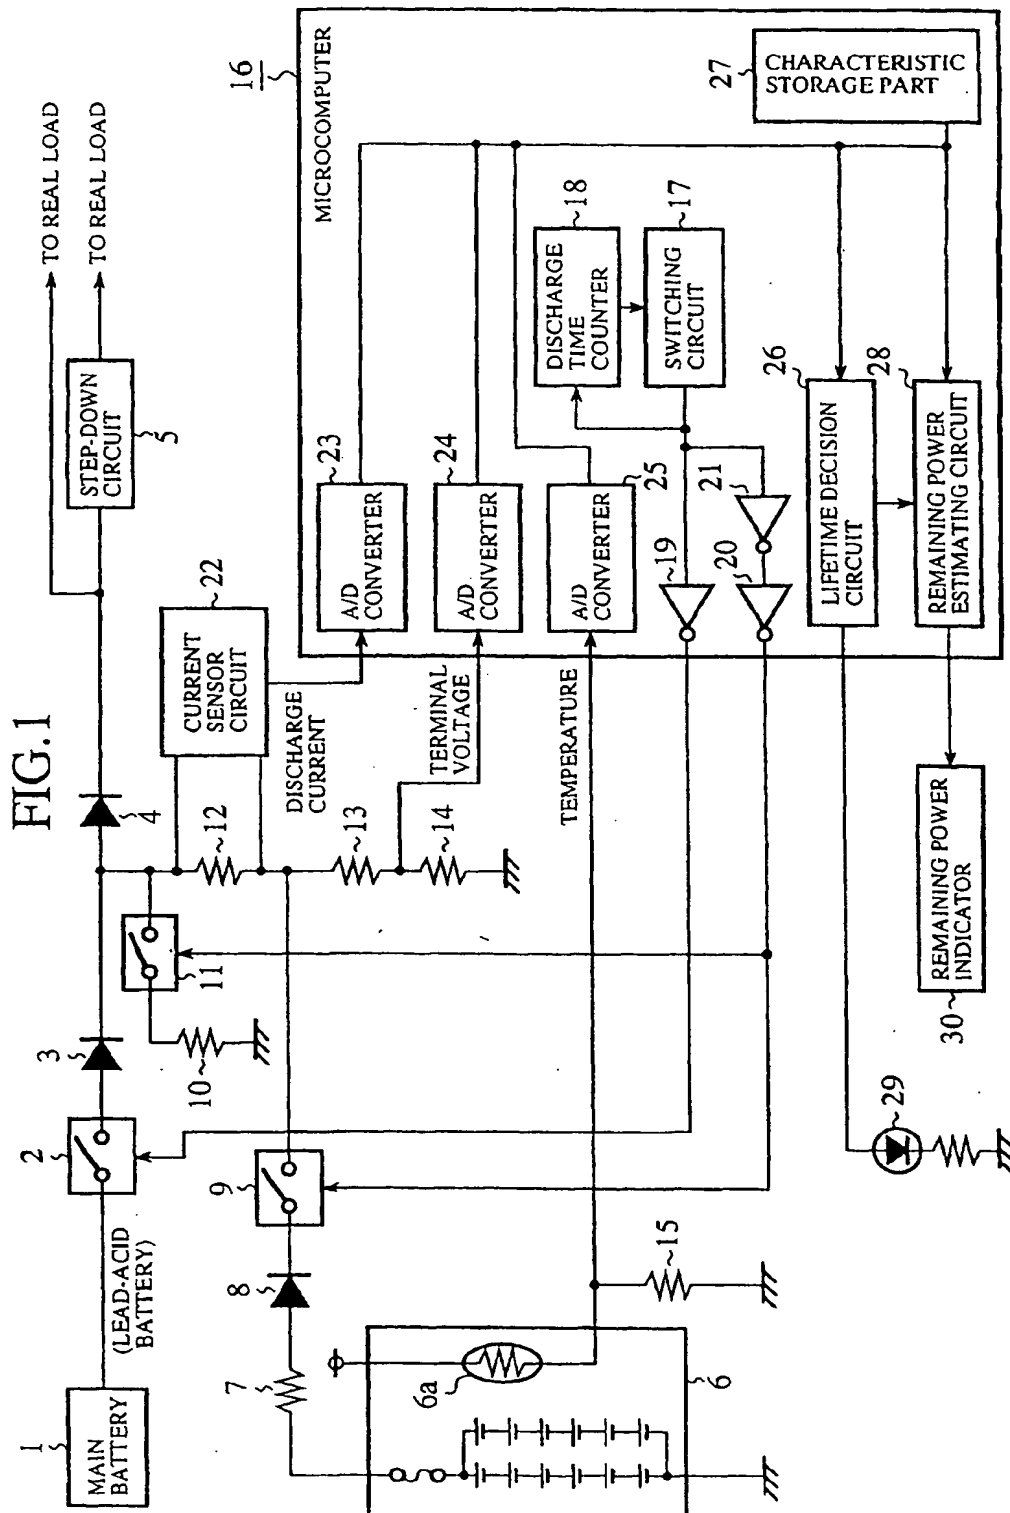 FIG.1
TO REAL LOAD
TO REAL LOAD
STEP-DOWN
CIRCUIT
5
4
3
2
1
MAIN
BATTERY
(LEAD-ACID
BATTERY)
22
CURRENT
SENSOR
CIRCUIT
12
11
10
13
14
DISCHARGE
CURRENT
TERMINAL
VOLTAGE
TEMPERATURE
9
8
7
6a
6
15
16
MICROCOMPUTER
23
A/D
CONVERTER
24
A/D
CONVERTER
25
A/D
CONVERTER
18
DISCHARGE
TIME
COUNTER
17
SWITCHING
CIRCUIT
19
21
20
27
CHARACTERISTIC
STORAGE PART
26
LIFETIME DECISION
CIRCUIT
28
REMAINING POWER
ESTIMATING CIRCUIT
29
REMAINING POWER
INDICATOR
30